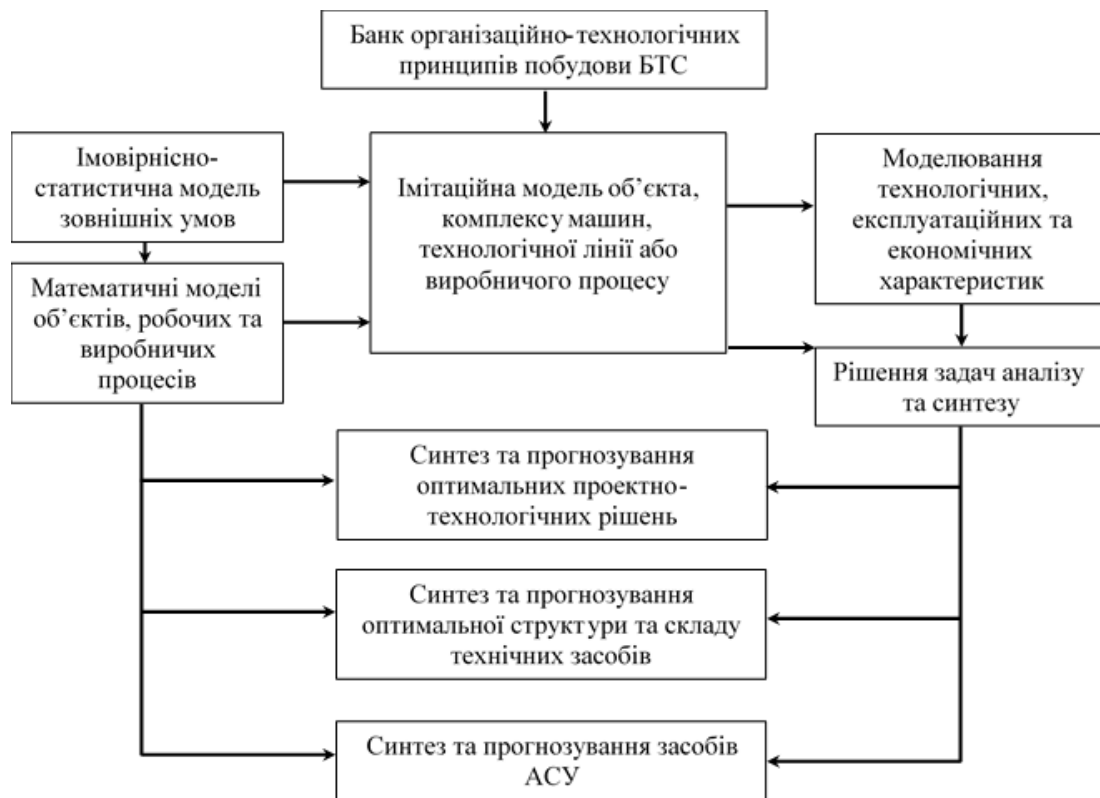 Банк організаційно-технологічних
принципів побудови БТС
Імовірнісно-
статистична модель
зовнішніх умов
Імітаційна модель об’єкта,
комплексу машин,
технологічної лінії або
виробничого процесу
Моделювання
технологічних,
експлуатаційних та
економічних
характеристик
Математичні моделі
об’єктів, робочих та
виробничих
процесів
Рішення задач аналізу
та синтезу
Синтез та прогнозування
оптимальних проектно-
технологічних рішень
Синтез та прогнозування
оптимальної структури та складу
технічних засобів
Синтез та прогнозування засобів
АСУ